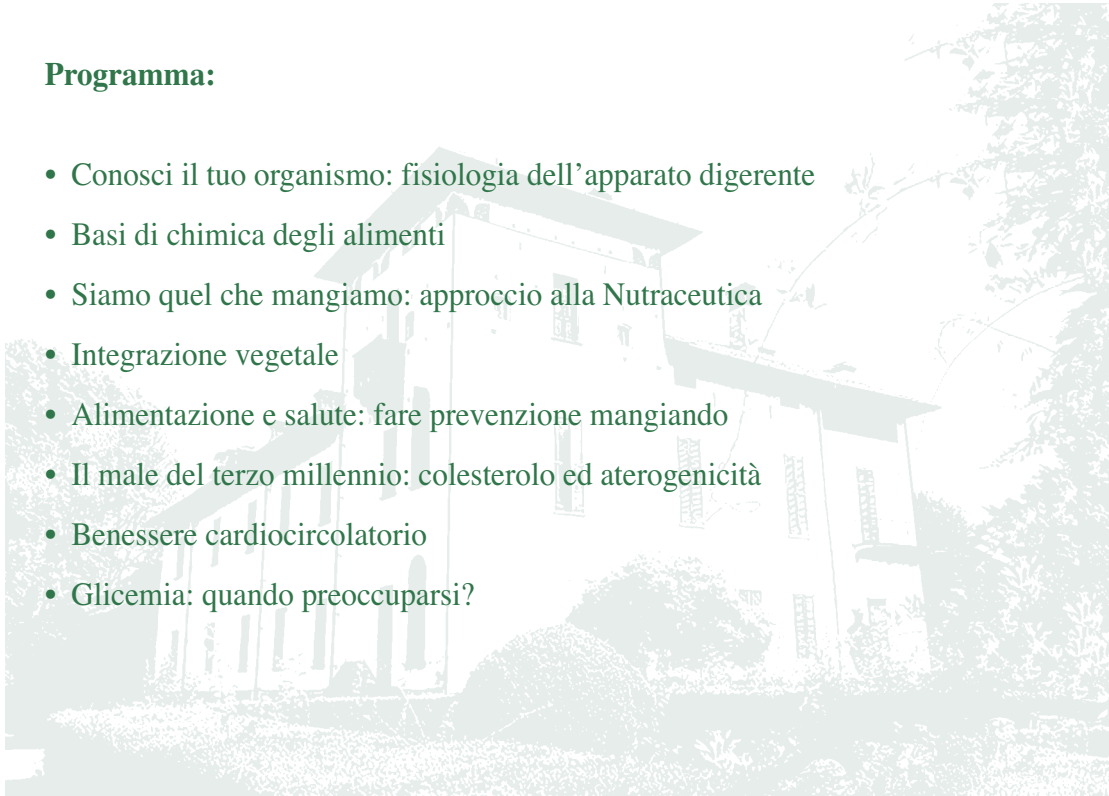 Programma:
• Conosci il tuo organismo: fisiologia dell’apparato digerente
• Basi di chimica degli alimenti
• Siamo quel che mangiamo: approccio alla Nutraceutica
• Integrazione vegetale
• Alimentazione e salute: fare prevenzione mangiando
• Il male del terzo millennio: colesterolo ed aterogenicità
• Benessere cardiocircolatorio
• Glicemia: quando preoccuparsi?